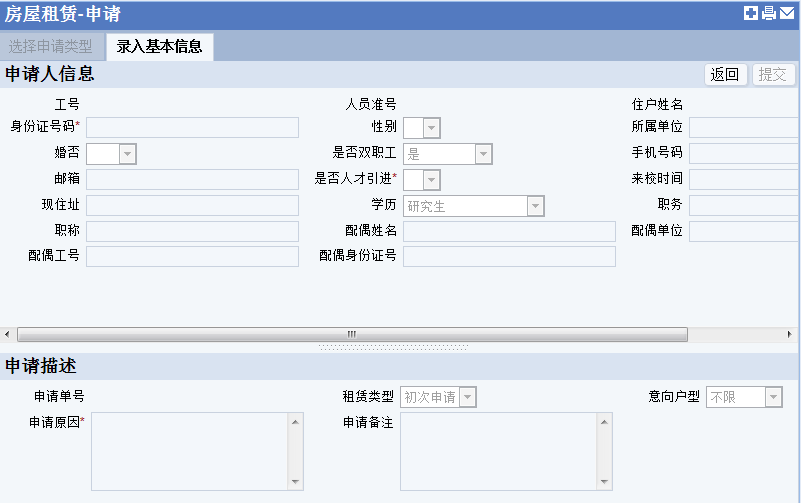 房屋租赁-申请
选择申请类型 录入基本信息
申请人信息 返回 提交
工号 人员准号 住户姓名
身份证号码* 性别 所属单位
婚否 是否双职工 是 手机号码
邮箱 是否人才引进* 来校时间
现住址 学历 研究生 职务
职称 配偶姓名 配偶单位
配偶工号 配偶身份证号
申请描述
申请单号 租赁类型 初次申请 意向户型 不限
申请原因* 申请备注